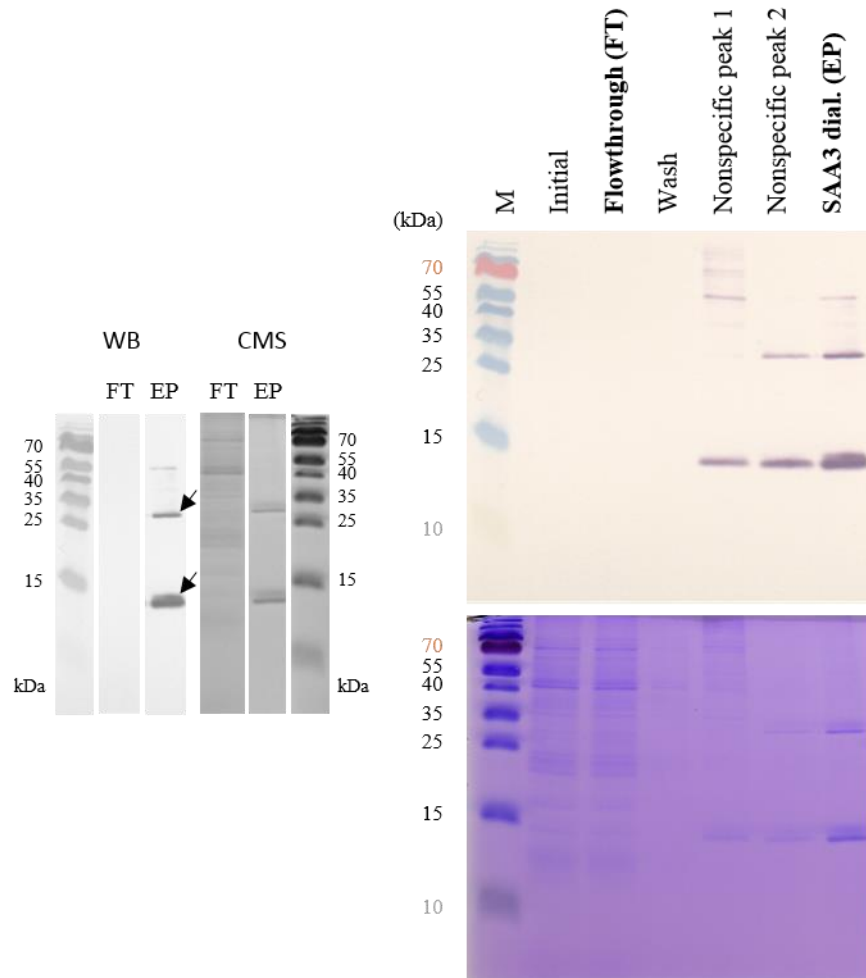 WB
CMS
FT
EP
FT
EP
70
55
40
35
25
15
kDa
70
55
40
35
25
15
kDa
M
Initial
Flowthrough (FT)
Wash
Nonspecific peak 1
Nonspecific peak 2
SAA3 dial. (EP)
(kDa)
70
55
40
35
25
15
10
70
55
40
35
25
15
10